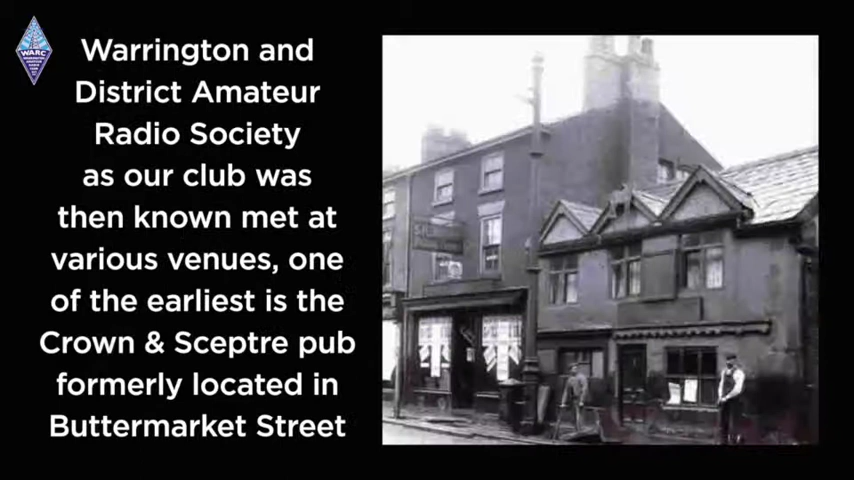 WARC
Warrington and
District Amateur
Radio Society
as our club was
then known met at
various venues, one
of the earliest is the
Crown & Sceptre pub
formerly located in
Buttermarket Street